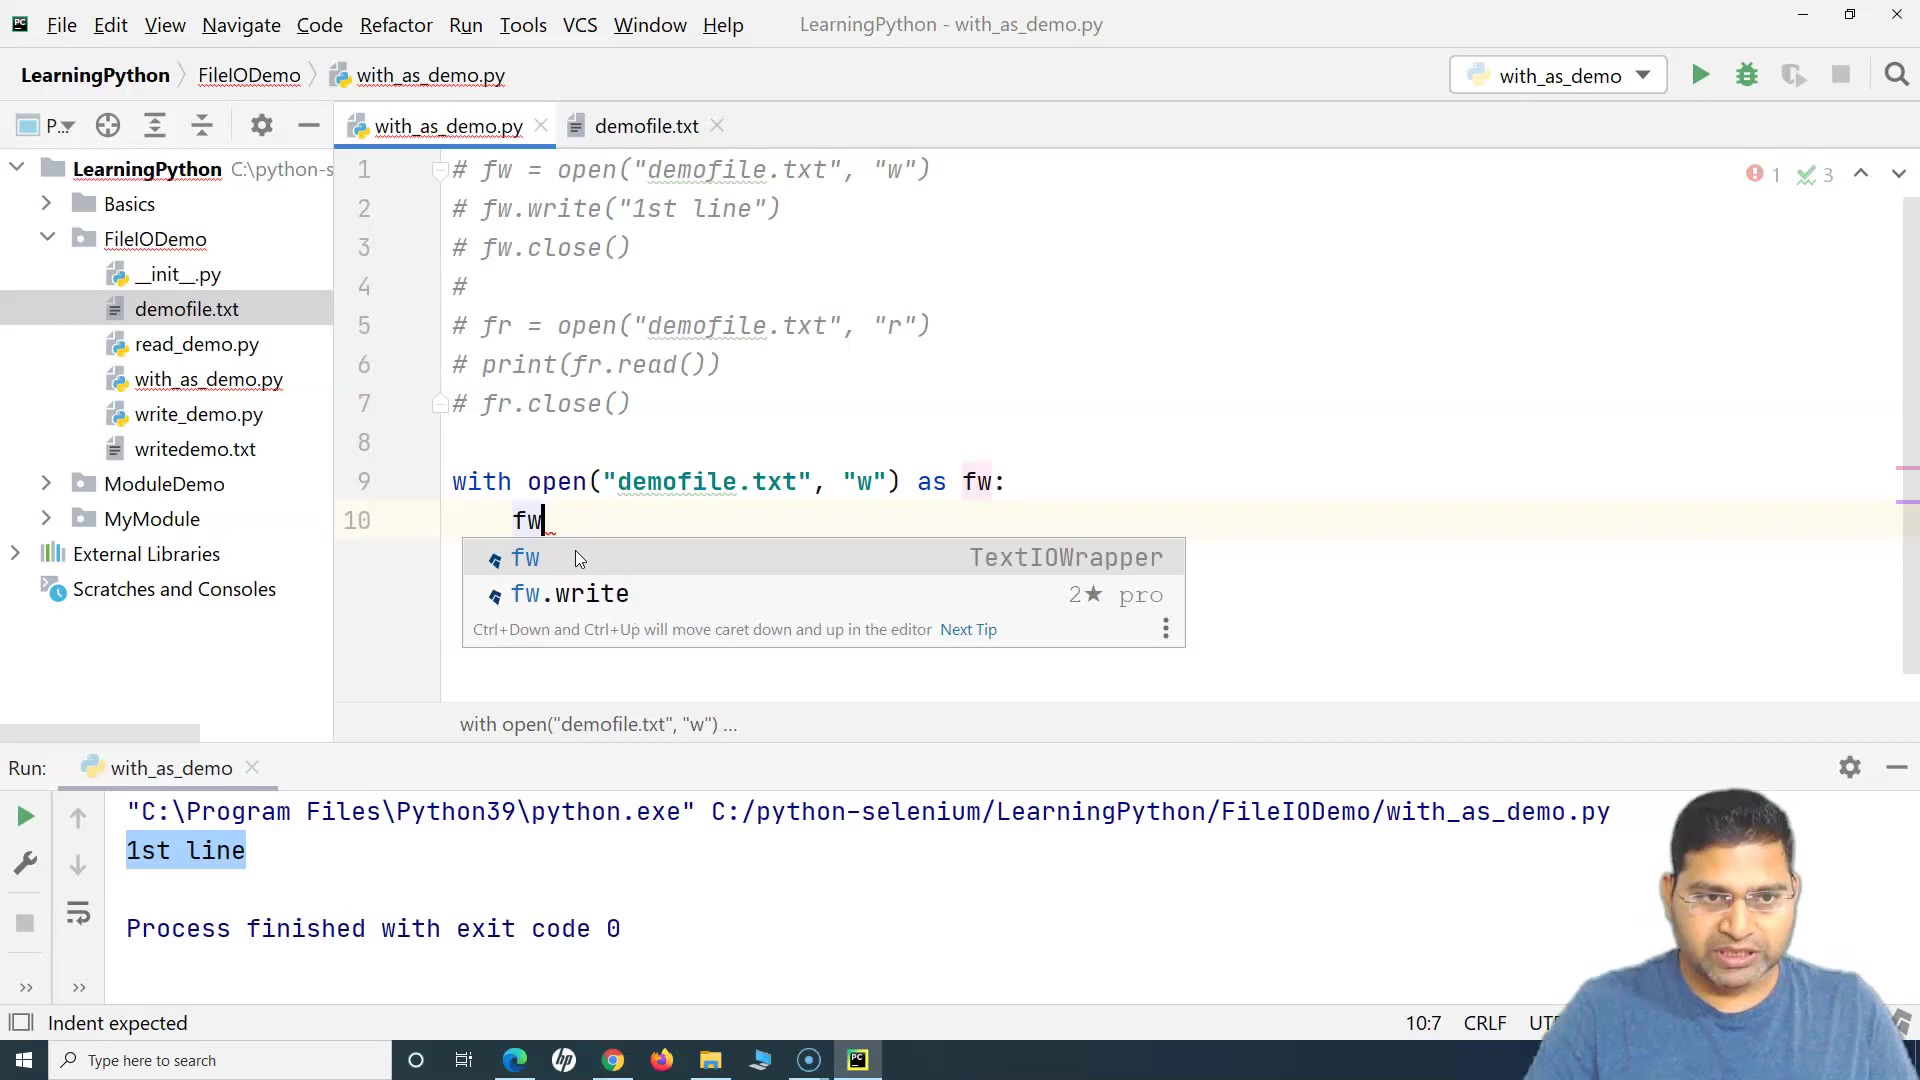 File Edit View Navigate Code Refactor Run Tools VCS Window Help LearningPython - with_as_demo.py
LearningPython FileIODemo with_as_demo.py with_as_demo
P... with_as_demo.py demofile.txt
LearningPython C:\python-s
Basics
FileIODemo
__init__.py
demofile.txt
read_demo.py
with_as_demo.py
write_demo.py
writedemo.txt
ModuleDemo
MyModule
External Libraries
Scratches and Consoles
1 # fw = open("demofile.txt", "w")
2 # fw.write("1st line")
3 # fw.close()
4 #
5 # fr = open("demofile.txt", "r")
6 # print(fr.read())
7 # fr.close()
8
9 with open("demofile.txt", "w") as fw:
10 fw
1 3
fw TextIOWrapper
fw.write 2★ pro
Ctrl+Down and Ctrl+Up will move caret down and up in the editor Next Tip
with open("demofile.txt", "w") ...
Run: with_as_demo
"C:\Program Files\Python39\python.exe" C:/python-selenium/LearningPython/FileIODemo/with_as_demo.py
1st line
Process finished with exit code 0
Indent expected 10:7 CRLF UTF
Type here to search